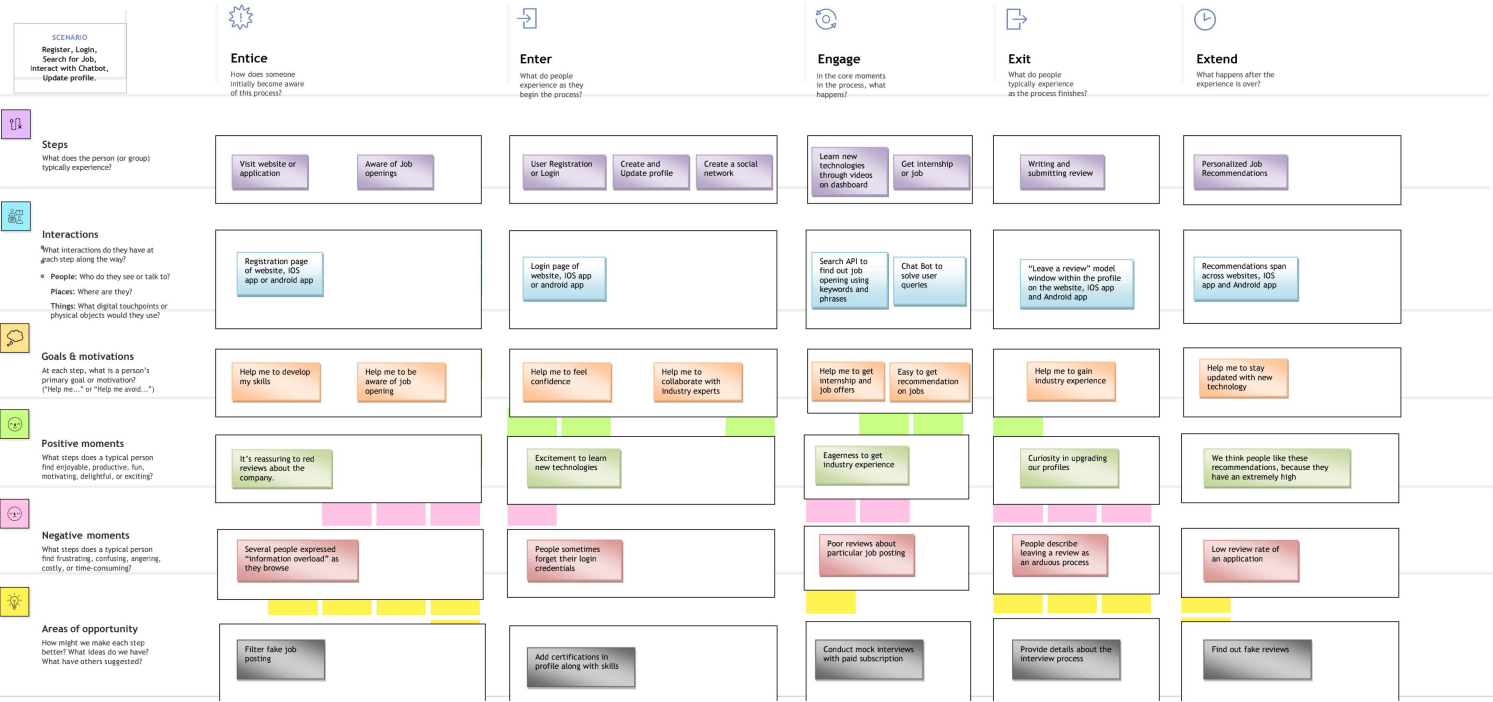 SCENARIO
Register, Login,
Search for Job,
Interact with Chatbot,
Update profile.
Entice
How does someone
initially become aware
of this process?
Enter
What do people
experience as they
begin the process?
Engage
In the core moments
in the process, what
happens?
Exit
What do people
typically experience
as the process finishes?
Extend
What happens after the
experience is over?
Steps
What does the person (or group)
typically experience?
Visit website or
application
Aware of Job
openings
User Registration
or Login
Create and
Update profile
Create a social
network
Learn new
technologies
through videos
on dashboard
Get Internship
or job
Writing and
submitting review
Personalized Job
Recommendations
Interactions
What interactions do they have at
each step along the way?
People: Who do they see or talk to?
Places: Where are they?
Things: What digital touchpoints or
physical objects would they use?
Registration page
of website, IOS
app or android app
Login page of
website, IOS app
or android app
Search API to
find out job
opening using
keywords and
phrases
Chat Bot to
solve user
queries
“Leave a review” model
window within the profile
on the website, IOS app
and Android app
Recommendations span
across websites, IOS
app and Android app
Goals & motivations
At each step, what is a person’s
primary goal or motivation?
(“Help me...” or “Help me avoid...”)
Help me to develop
my skills
Help me to be
aware of job
opening
Help me to feel
confidence
Help me to
collaborate with
industry experts
Help me to get
internship and
job offers
Easy to get
recommendation
on jobs
Help me to gain
industry experience
Help me to stay
updated with new
technology
Positive moments
What steps does a typical person
find enjoyable, productive, fun,
motivating, delightful, or exciting?
It’s reassuring to red
reviews about the
company.
Excitement to learn
new technologies
Eagerness to get
industry experience
Curiosity in upgrading
our profiles
We think people like these
recommendations, because they
have an extremely high
Negative moments
What steps does a typical person
find frustrating, confusing, angering,
costly, or time-consuming?
Several people expressed
“information overload” as
they browse
People sometimes
forget their login
credentials
Poor reviews about
particular job posting
People describe
leaving a review as
an arduous process
Low review rate of
an application
Areas of opportunity
How might we make each step
better? What ideas do we have?
What have others suggested?
Filter fake job
posting
Add certifications in
profile along with skills
Conduct mock interviews
with paid subscription
Provide details about the
interview process
Find out fake reviews